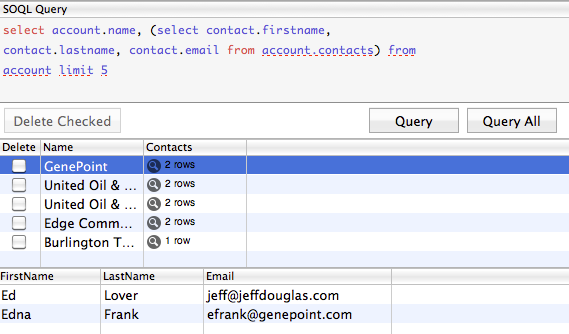 SOQL Query
select account.name, (select contact.firstname,
contact.lastname, contact.email from account.contacts) from
account limit 5
Delete Checked Query Query All
Delete Name Contacts
GenePoint 2 rows
United Oil & ... 2 rows
United Oil & ... 2 rows
Edge Comm... 2 rows
Burlington T... 1 row
FirstName LastName Email
Ed Lover jeff@jeffdouglas.com
Edna Frank efrank@genepoint.com